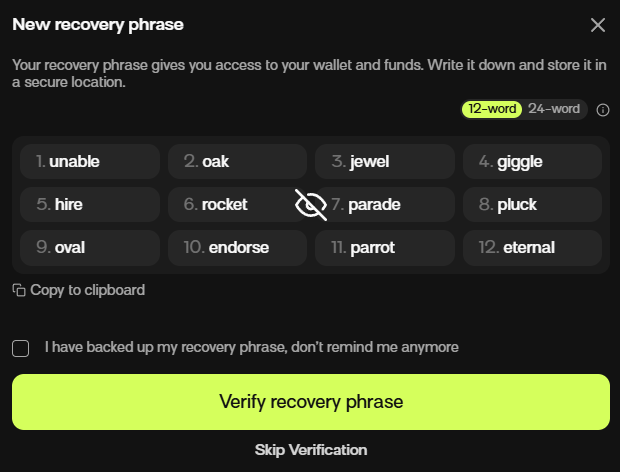 New recovery phrase
Your recovery phrase gives you access to your wallet and funds. Write it down and store it in
a secure location.
12-word 24-word
1. unable 2. oak 3. jewel 4. giggle
5. hire 6. rocket 7. parade 8. pluck
9. oval 10. endorse 11. parrot 12. eternal
Copy to clipboard
I have backed up my recovery phrase, don't remind me anymore
Verify recovery phrase
Skip Verification